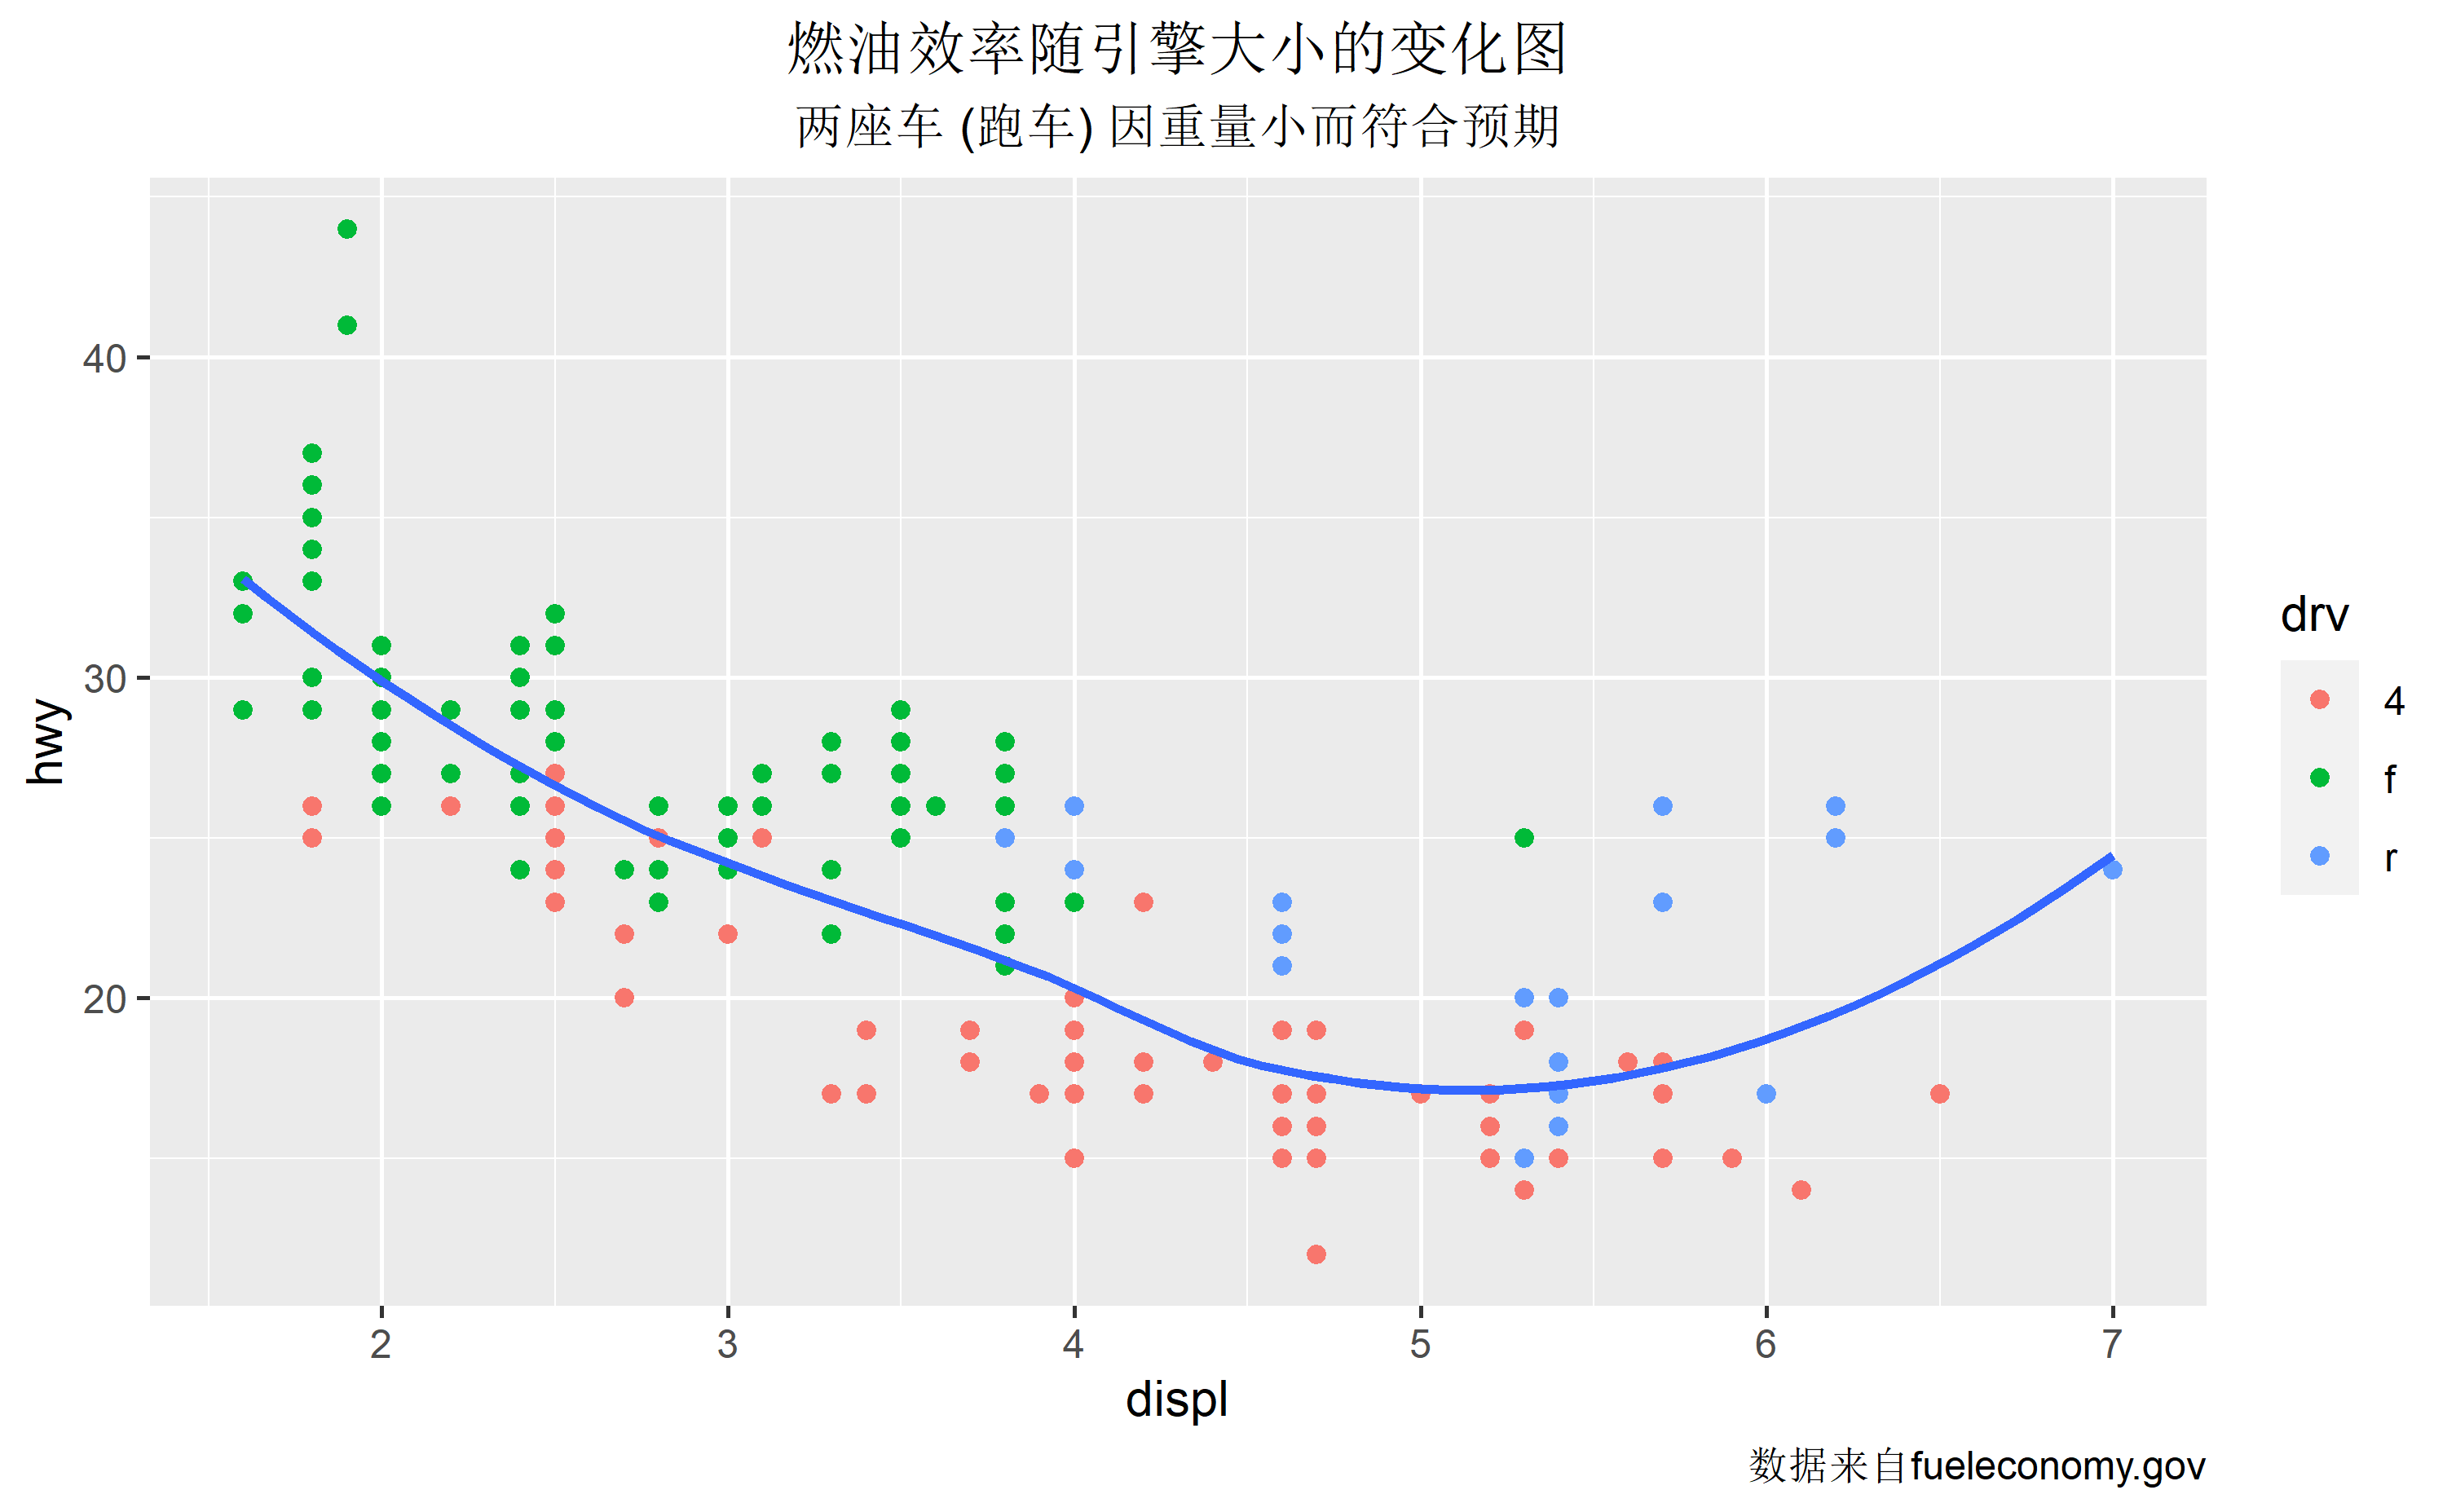 燃油效率随引擎大小的变化图
两座车 (跑车) 因重量小而符合预期
40
30
20
hwy
2 3 4 5 6 7
displ
drv
4
f
r
数据来自fueleconomy.gov